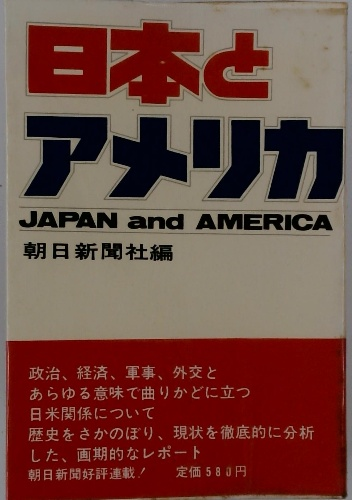 日本と
アメリカ
JAPAN and AMERICA
朝日新聞社編
政治、経済、軍事、外交と
あらゆる意味で曲りかどに立つ
日米関係について
歴史をさかのぼり、現状を徹底的に分析
した、画期的なレポート
朝日新聞好評連載! 定価580円